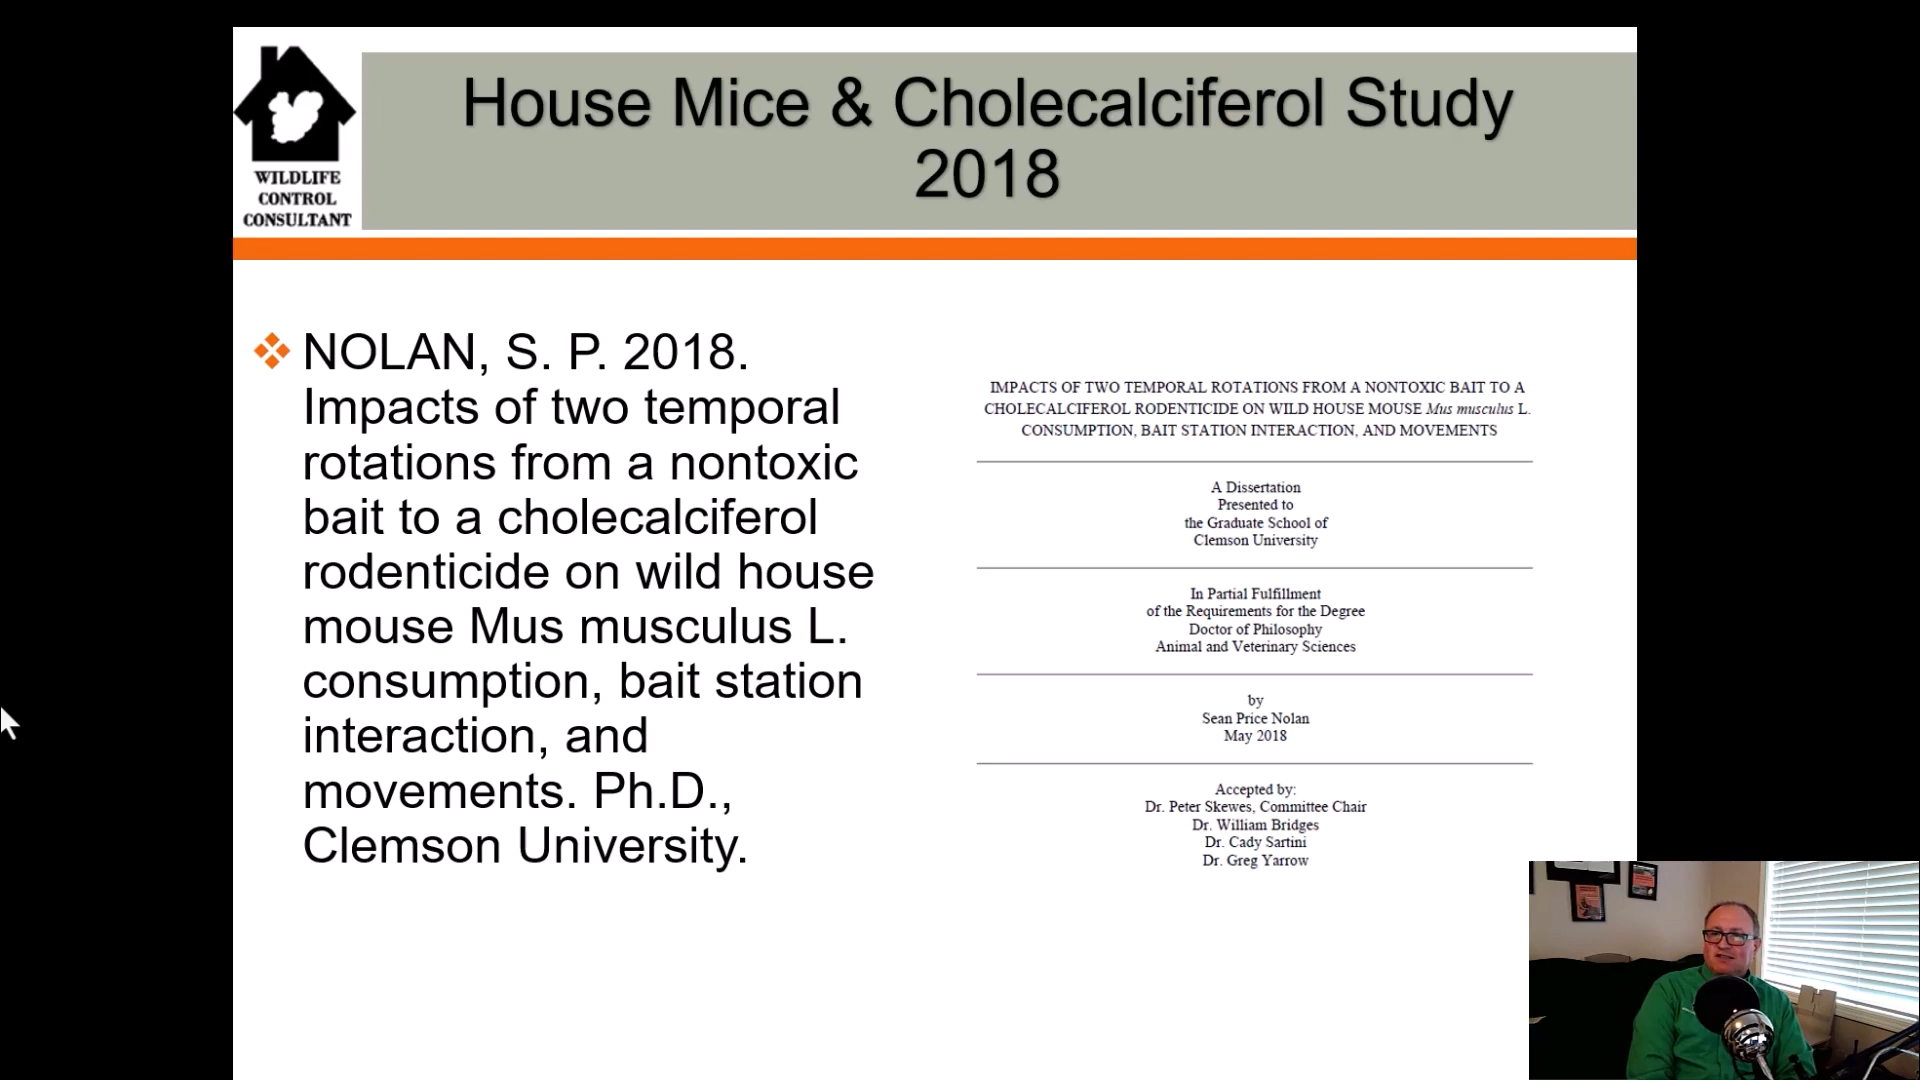 House Mice & Cholecalciferol Study
2018
WILDLIFE
CONTROL
CONSULTANT
NOLAN, S. P. 2018.
Impacts of two temporal
rotations from a nontoxic
bait to a cholecalciferol
rodenticide on wild house
mouse Mus musculus L.
consumption, bait station
interaction, and
movements. Ph.D.,
Clemson University.
IMPACTS OF TWO TEMPORAL ROTATIONS FROM A NONTOXIC BAIT TO A
CHOLECALCIFEROL RODENTICIDE ON WILD HOUSE MOUSE Mus musculus L.
CONSUMPTION, BAIT STATION INTERACTION, AND MOVEMENTS
A Dissertation
Presented to
the Graduate School of
Clemson University
In Partial Fulfillment
of the Requirements for the Degree
Doctor of Philosophy
Animal and Veterinary Sciences
by
Sean Price Nolan
May 2018
Accepted by:
Dr. Peter Skewes, Committee Chair
Dr. William Bridges
Dr. Cady Sartini
Dr. Greg Yarrow